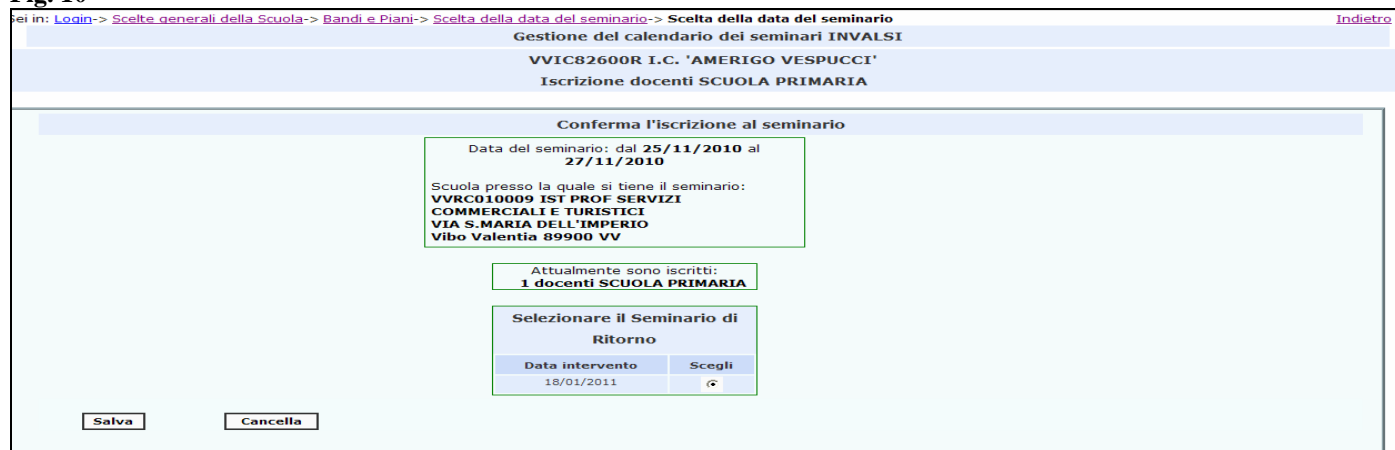 Fig. 10
Sei in: Login-> Scelte generali della Scuola-> Bandi e Piani-> Scelta della data del seminario-> Scelta della data del seminario
Indietro
Gestione del calendario dei seminari INVALSI
VVIC82600R I.C. 'AMERIGO VESPUCCI'
Iscrizione docenti SCUOLA PRIMARIA
Conferma l'iscrizione al seminario
Data del seminario: dal 25/11/2010 al
27/11/2010
Scuola presso la quale si tiene il seminario:
VVRC010009 IST PROF SERVIZI
COMMERCIALI E TURISTICI
VIA S.MARIA DELL'IMPERIO
Vibo Valentia 89900 VV
Attualmente sono iscritti:
1 docenti SCUOLA PRIMARIA
Selezionare il Seminario di
Ritorno
Data intervento Scegli
18/01/2011
Salva Cancella